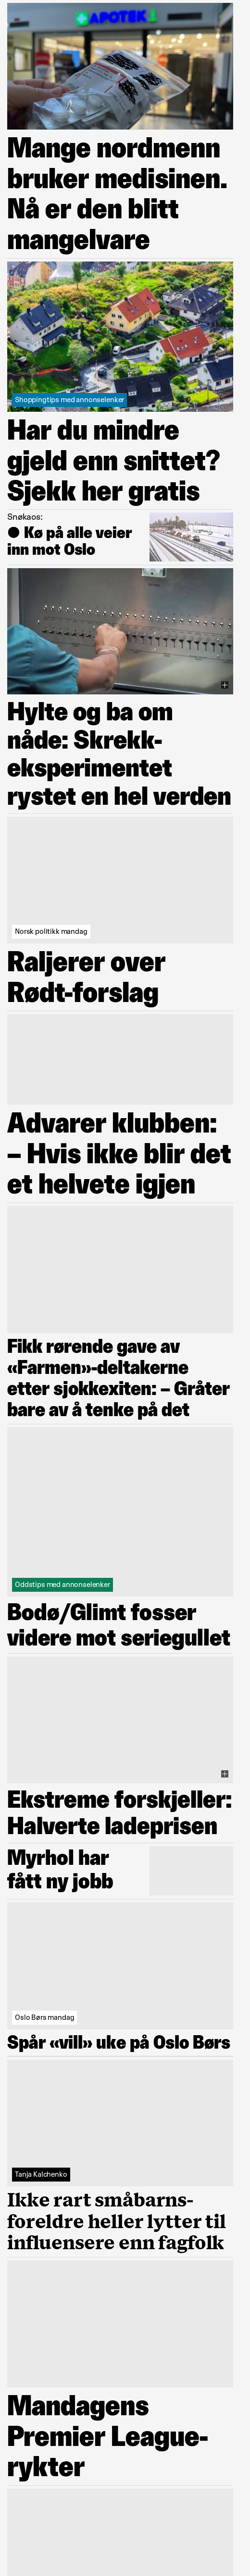 APOTEK 1
Mange nordmenn
bruker medisinen.
Nå er den blitt
mangelvare
Shoppingtips med annonselenker
Har du mindre
gjeld enn snittet?
Sjekk her gratis
Snøkaos:
● Kø på alle veier
inn mot Oslo
Hylte og ba om
nåde: Skrekk-
eksperimentet
rystet en hel verden
Norsk politikk mandag
Raljerer over
Rødt-forslag
Advarer klubben:
– Hvis ikke blir det
et helvete igjen
Fikk rørende gave av
«Farmen»-deltakerne
etter sjokkexiten: – Gråter
bare av å tenke på det
Oddstips med annonselenker
Bodø/Glimt fosser
videre mot seriegullet
Ekstreme forskjeller:
Halverte ladeprisen
Myrhol har
fått ny jobb
Oslo Børs mandag
Spår «vill» uke på Oslo Børs
Tanja Kalchenko
Ikke rart småbarns-
foreldre heller lytter til
influensere enn fagfolk
Mandagens
Premier League-
rykter